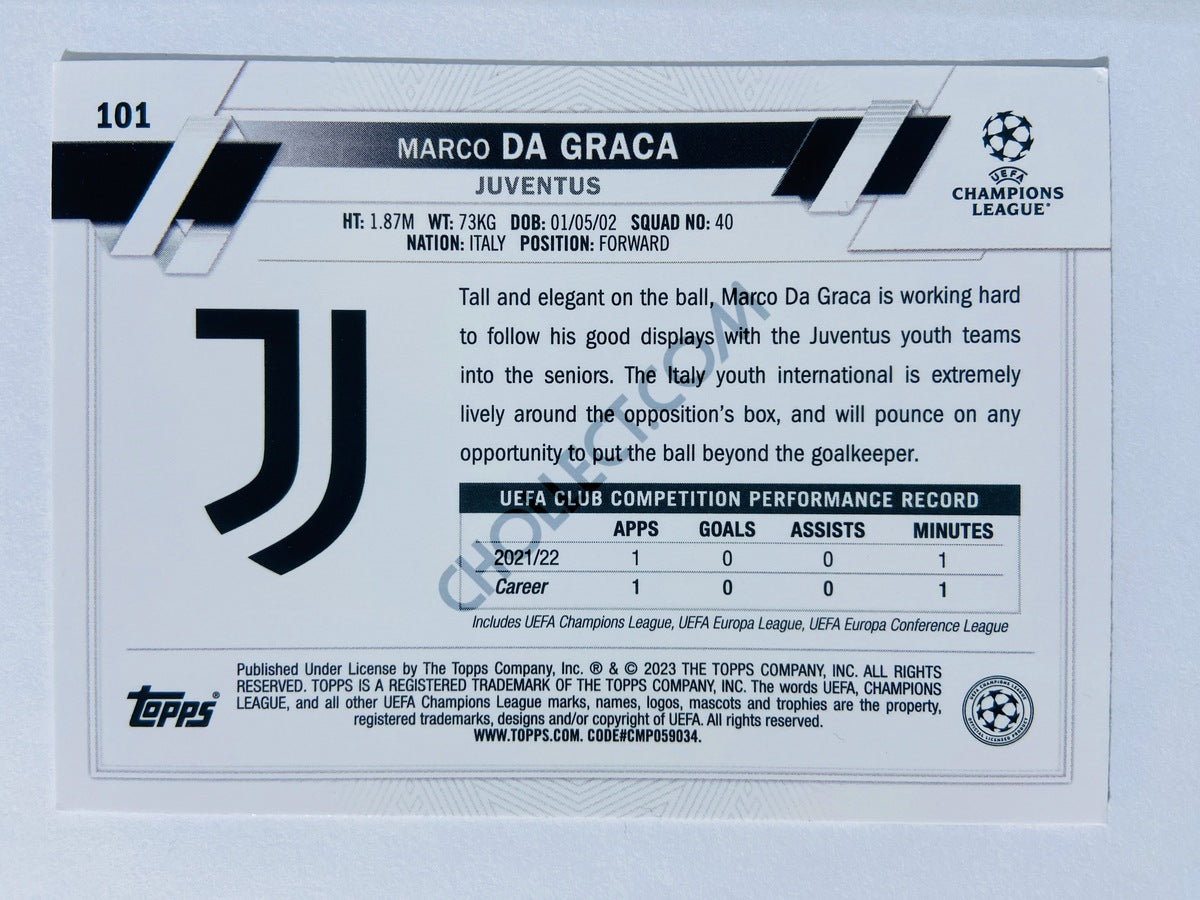 101
MARCO DA GRACA
JUVENTUS
HT: 1.87M WT: 73KG DOB: 01/05/02 SQUAD NO: 40
NATION: ITALY POSITION: FORWARD
UEFA
CHAMPIONS
LEAGUE®
Tall and elegant on the ball, Marco Da Graca is working hard
to follow his good displays with the Juventus youth teams
into the seniors. The Italy youth international is extremely
lively around the opposition's box, and will pounce on any
opportunity to put the ball beyond the goalkeeper.
CHOLLECT.COM
UEFA CLUB COMPETITION PERFORMANCE RECORD
APPS GOALS ASSISTS MINUTES
2021/22 1 0 0 1
Career 1 0 0 1
Includes UEFA Champions League, UEFA Europa League, UEFA Europa Conference League
Published Under License by The Topps Company, Inc. ® & © 2023 THE TOPPS COMPANY, INC. ALL RIGHTS
RESERVED. TOPPS IS A REGISTERED TRADEMARK OF THE TOPPS COMPANY, INC. The words UEFA, CHAMPIONS
LEAGUE, and all other UEFA Champions League marks, names, logos, mascots and trophies are the property,
registered trademarks, designs and/or copyright of UEFA. All rights reserved.
WWW.TOPPS.COM. CODE#CMP059034.
Topps®
UEFA CHAMPIONS LEAGUE
OFFICIAL LICENSED PRODUCT